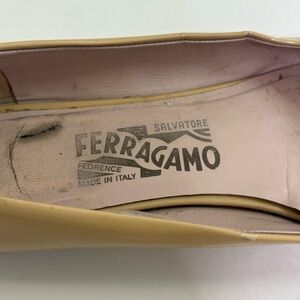 SALVATORE
FERRAGAMO
FLORENCE
MADE IN ITALY